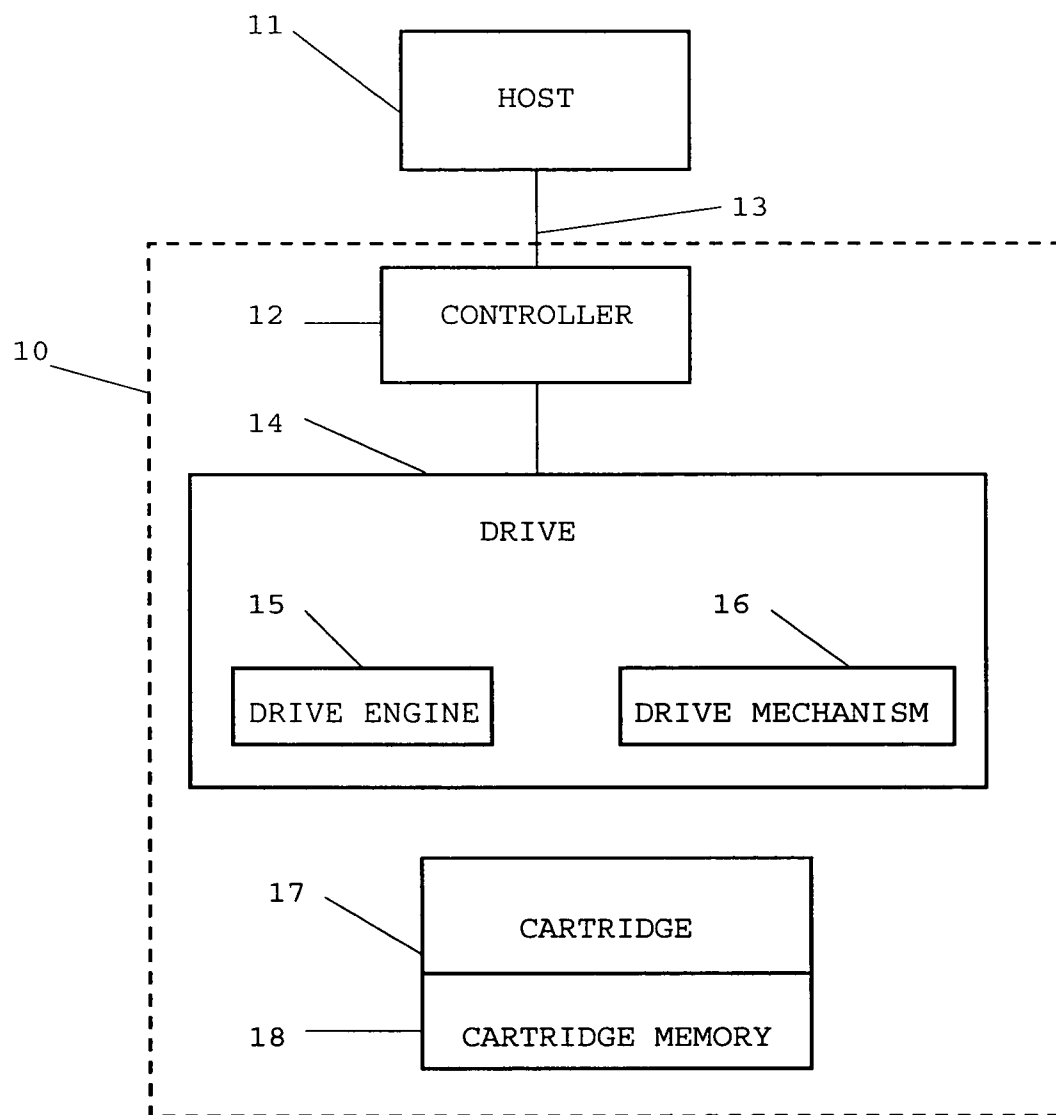 11
HOST
13
12
CONTROLLER
10
14
DRIVE
15
16
DRIVE ENGINE
DRIVE MECHANISM
17
CARTRIDGE
18
CARTRIDGE MEMORY